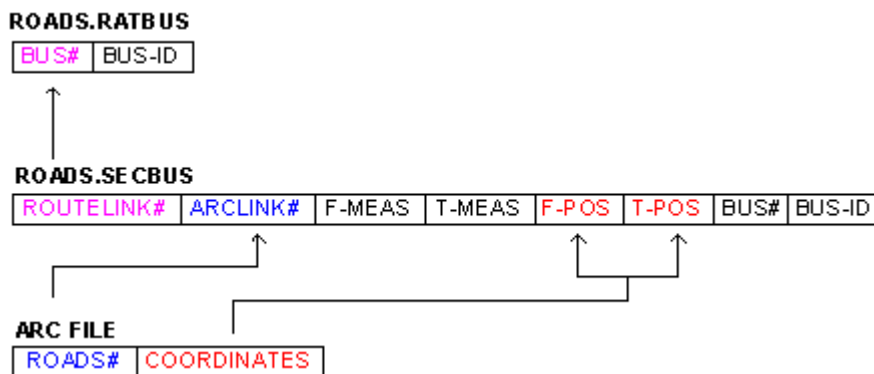 ROADS.RATBUS
BUS# BUS-ID
ROADS.SECBUS
ROUTELINK# ARCLINK# F-MEAS T-MEAS F-POS T-POS BUS# BUS-ID
ARC FILE
ROADS# COORDINATES